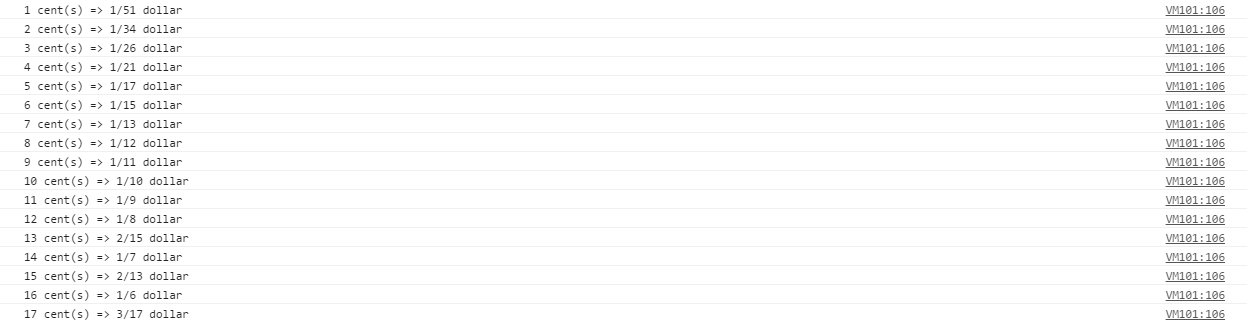 1 cent(s) => 1/51 dollar VM101:106
2 cent(s) => 1/34 dollar VM101:106
3 cent(s) => 1/26 dollar VM101:106
4 cent(s) => 1/21 dollar VM101:106
5 cent(s) => 1/17 dollar VM101:106
6 cent(s) => 1/15 dollar VM101:106
7 cent(s) => 1/13 dollar VM101:106
8 cent(s) => 1/12 dollar VM101:106
9 cent(s) => 1/11 dollar VM101:106
10 cent(s) => 1/10 dollar VM101:106
11 cent(s) => 1/9 dollar VM101:106
12 cent(s) => 1/8 dollar VM101:106
13 cent(s) => 2/15 dollar VM101:106
14 cent(s) => 1/7 dollar VM101:106
15 cent(s) => 2/13 dollar VM101:106
16 cent(s) => 1/6 dollar VM101:106
17 cent(s) => 3/17 dollar VM101:106